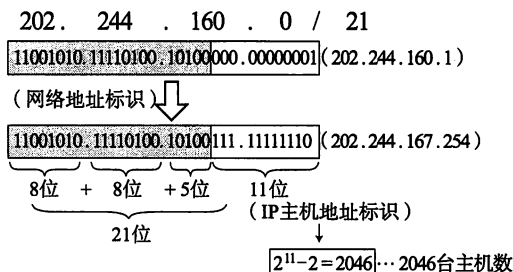 202. 244 . 160 . 0 / 21
11001010.11110100.10100000.00000001(202.244.160.1)
(网络地址标识)
11001010.11110100.10100111.11111110(202.244.167.254)
8位 + 8位 +5位 11位
(IP主机地址标识)
21位
2¹¹-2=2046…2046台主机数